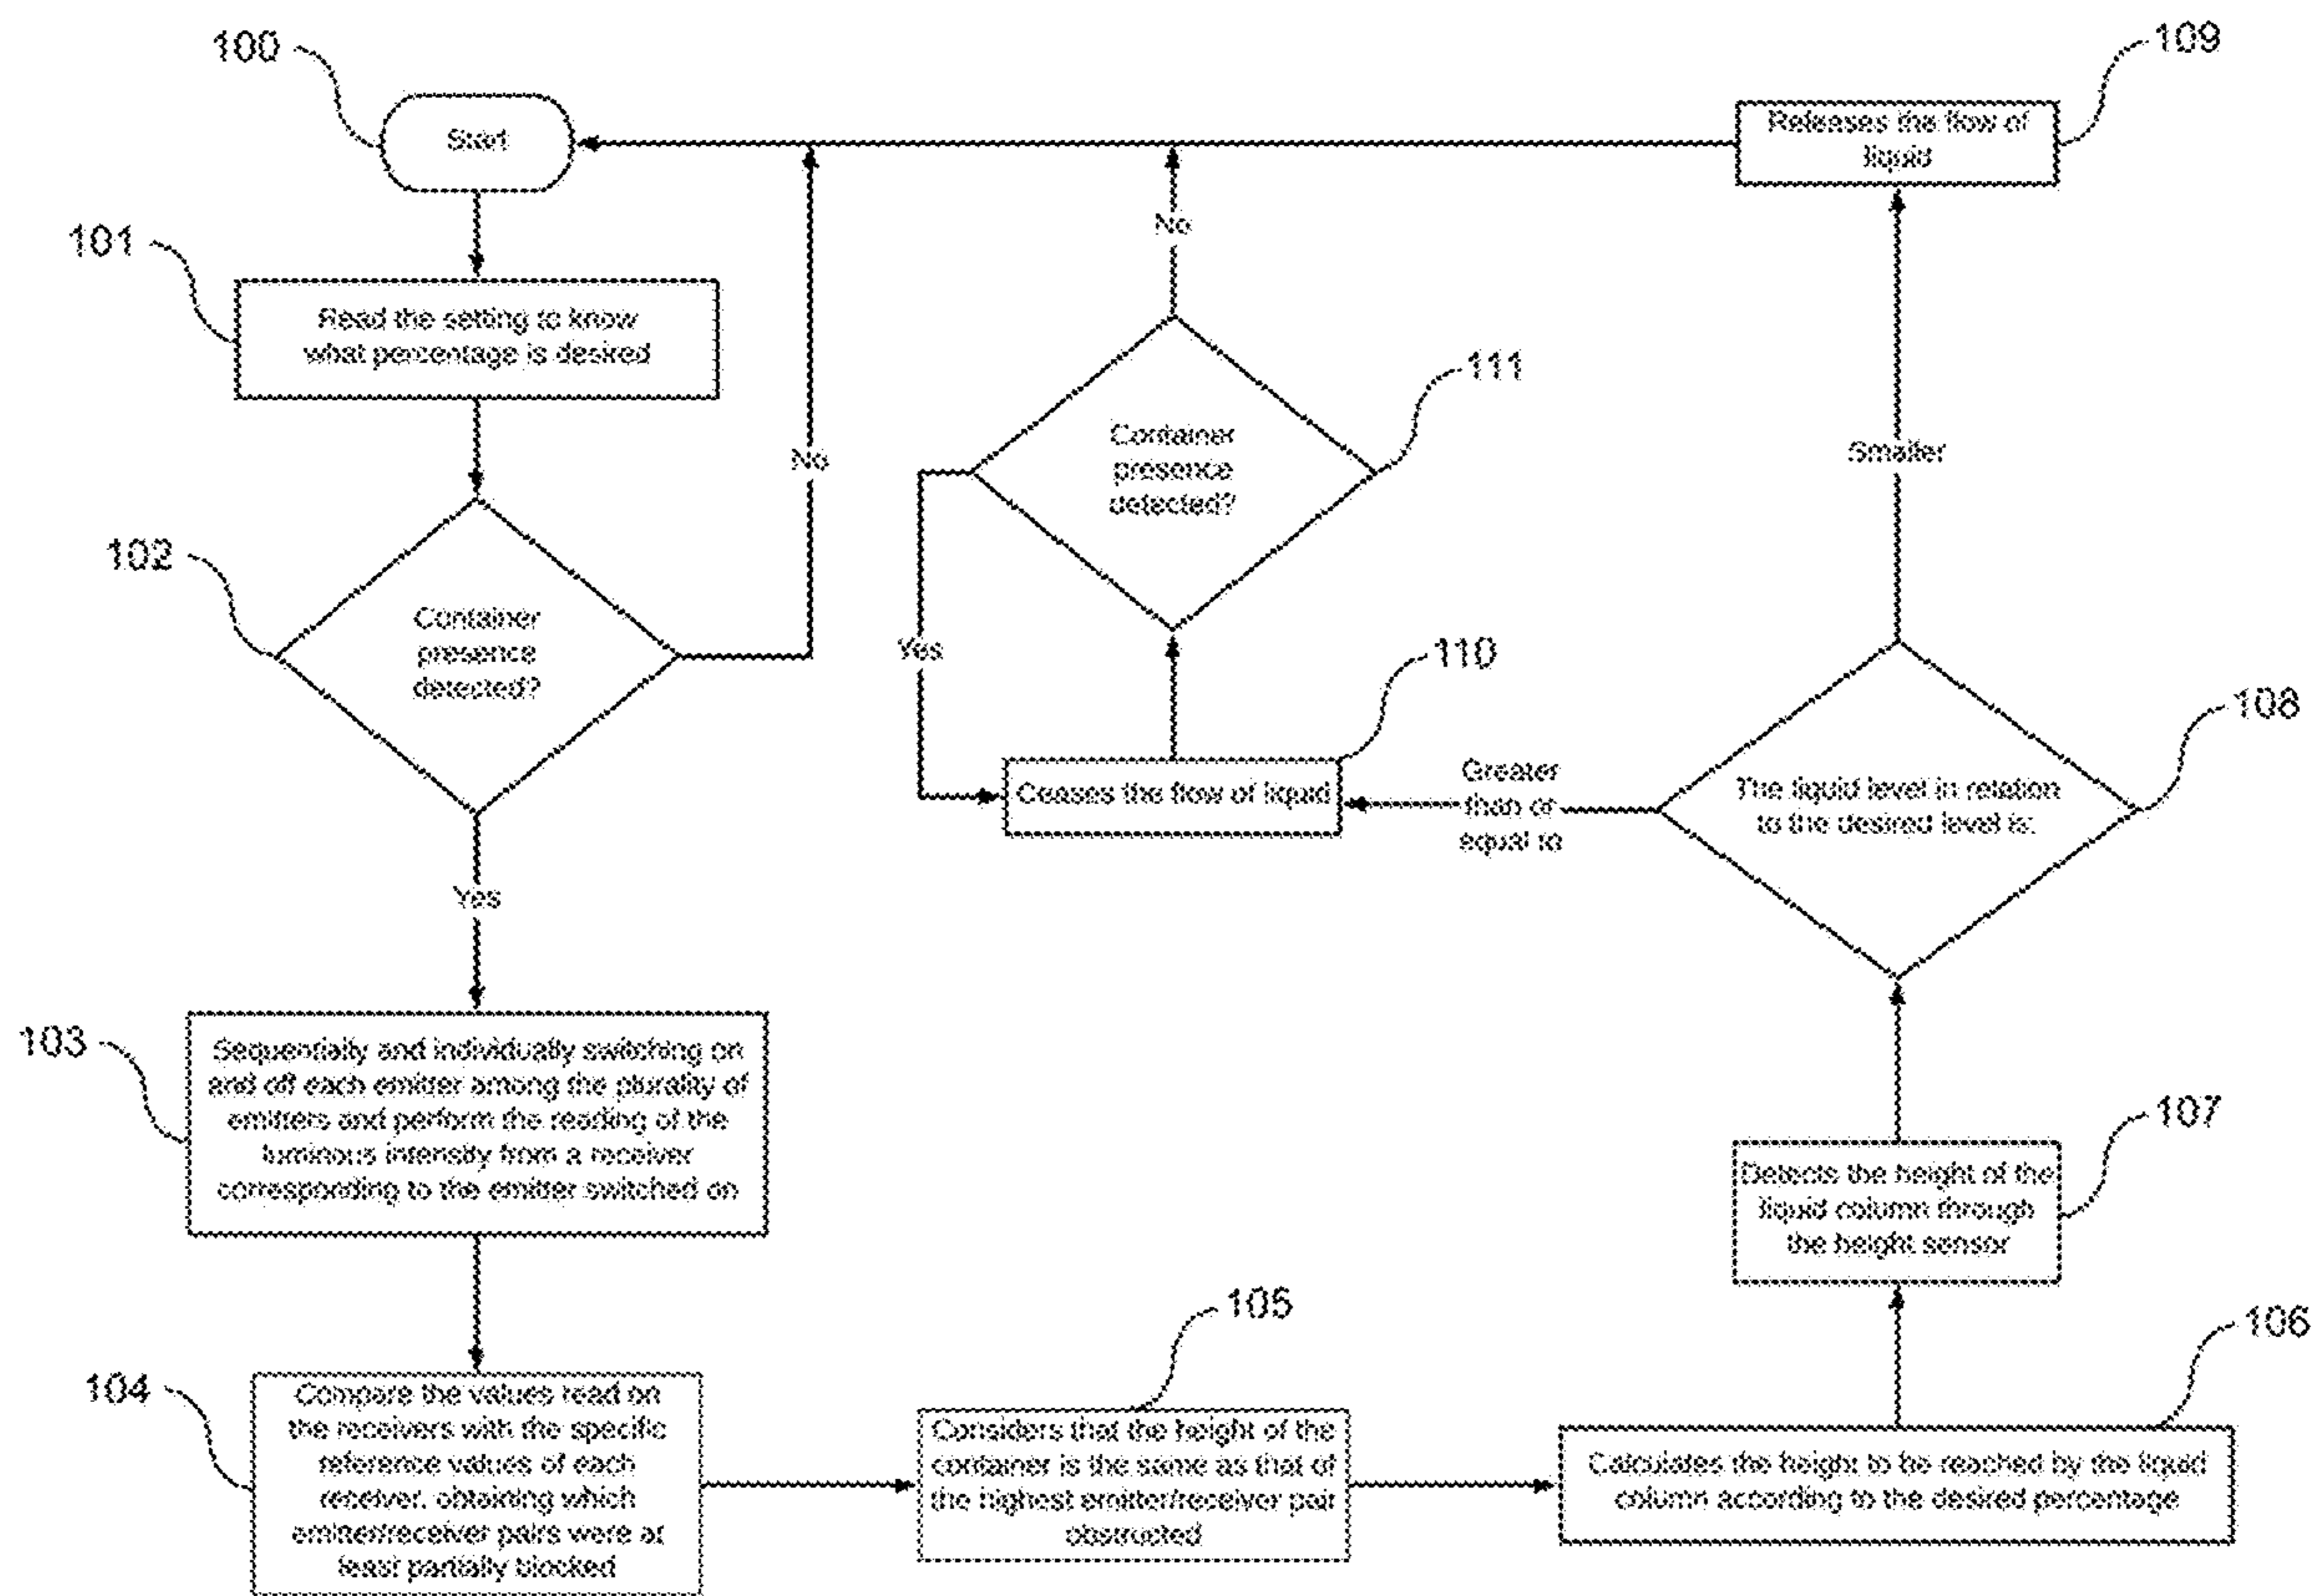 100
Start
109
Releases the flow of
liquid
101
Read the setting to know
what percentage is desired
No
No
111
Container
presence
detected?
Smaller
102
Container
presence
detected?
Yes
110
Ceases the flow of liquid
Greater
than or
equal to
108
The liquid level in relation
to the desired level is:
Yes
103
Sequentially and individually switching on
and off each emitter among the plurality of
emitters and perform the reading of the
luminous intensity from a receiver
corresponding to the emitter switched on
107
Detects the height of the
liquid column through
the height sensor
104
Compare the values read on
the receivers with the specific
reference values of each
receiver, obtaining which
emitter/receiver pairs were at
least partially blocked
105
Considers that the height of the
container is the same as that of
the highest emitter/receiver pair
obstructed
106
Calculates the height to be reached by the liquid
column according to the desired percentage